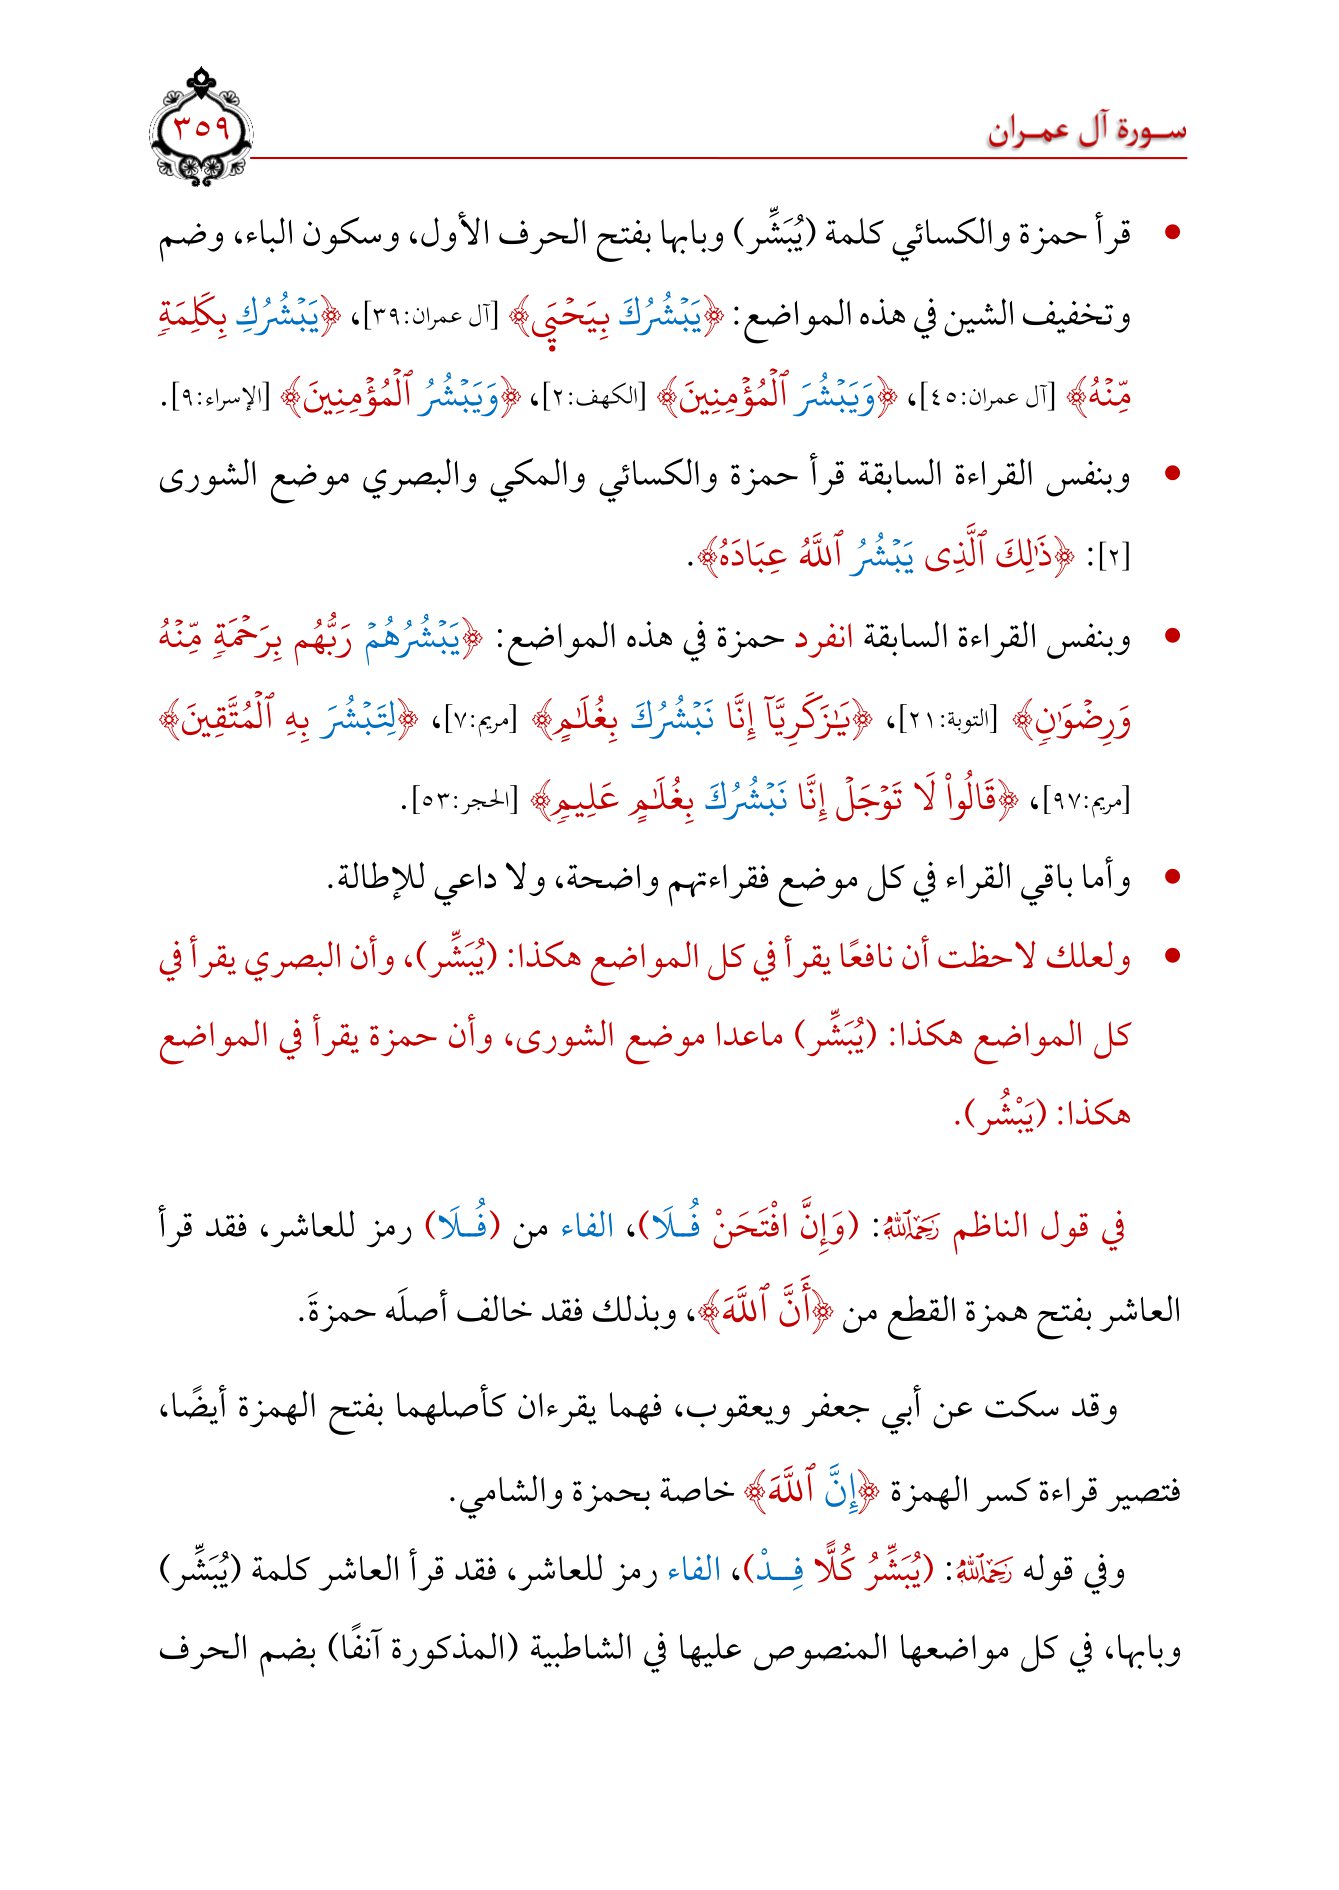 سورة آل عمران
٣٥٩
• قرأ حمزة والكسائي كلمة (يُبَشِّر) وبابها بفتح الحرف الأول، وسكون الباء، وضم
وتخفيف الشين في هذه المواضع: ﴿يَبۡشُرُكَ بِيَحۡيَي﴾ [آل عمران:٣٩]، ﴿يَبۡشُرُكِ بِكَلِمَةٖ
مِّنۡهُ﴾ [آل عمران:٤٥]، ﴿وَيَبۡشُرَ ٱلۡمُؤۡمِنِينَ﴾ [الكهف:٢]، ﴿وَيَبۡشُرُ ٱلۡمُؤۡمِنِينَ﴾ [الإسراء:٩].
• وبنفس القراءة السابقة قرأ حمزة والكسائي والمكي والبصري موضع الشورى
[٢]: ﴿ذَٰلِكَ ٱلَّذِى يَبۡشُرُ ٱللَّهُ عِبَادَهُ﴾.
• وبنفس القراءة السابقة انفرد حمزة في هذه المواضع: ﴿يَبۡشُرُهُمۡ رَبُّهُم بِرَحۡمَةٖ مِّنۡهُ
وَرِضۡوَٰنٖ﴾ [التوبة:٢١]، ﴿يَٰزَكَرِيَّآ إِنَّا نَبۡشُرُكَ بِغُلَٰمٍ﴾ [مريم:٧]، ﴿لِتَبۡشُرَ بِهِ ٱلۡمُتَّقِينَ﴾
[مريم:٩٧]، ﴿قَالُواْ لَا تَوۡجَلۡ إِنَّا نَبۡشُرُكَ بِغُلَٰمٍ عَلِيمٖ﴾ [الحجر:٥٣].
• وأما باقي القراء في كل موضع فقراءتهم واضحة، ولا داعي للإطالة.
• ولعلك لاحظت أن نافعًا يقرأ في كل المواضع هكذا: (يُبَشِّر)، وأن البصري يقرأ في
كل المواضع هكذا: (يُبَشِّر) ماعدا موضع الشورى، وأن حمزة يقرأ في المواضع
هكذا: (يَبْشُر).
في قول الناظم رَحِمَهُ ٱللَّهُ: (وَإِنَّ افْتَحَنْ فُـلَا)، الفاء من (فُـلَا) رمز للعاشر، فقد قرأ
العاشر بفتح همزة القطع من ﴿أَنَّ ٱللَّهَ﴾، وبذلك فقد خالف أصلَه حمزةَ.
وقد سكت عن أبي جعفر ويعقوب، فهما يقرءان كأصلهما بفتح الهمزة أيضًا،
فتصير قراءة كسر الهمزة ﴿إِنَّ ٱللَّهَ﴾ خاصة بحمزة والشامي.
وفي قوله رَحِمَهُ ٱللَّهُ: (يُبَشِّرُ كُلًّا فِـدْ)، الفاء رمز للعاشر، فقد قرأ العاشر كلمة (يُبَشِّر)
وبابها، في كل مواضعها المنصوص عليها في الشاطبية (المذكورة آنفًا) بضم الحرف